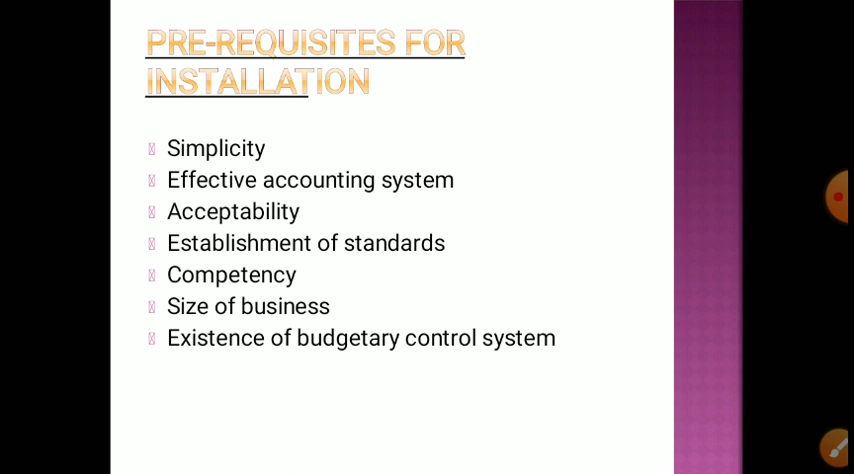 PRE-REQUISITES FOR
INSTALLATION
Simplicity
Effective accounting system
Acceptability
Establishment of standards
Competency
Size of business
Existence of budgetary control system